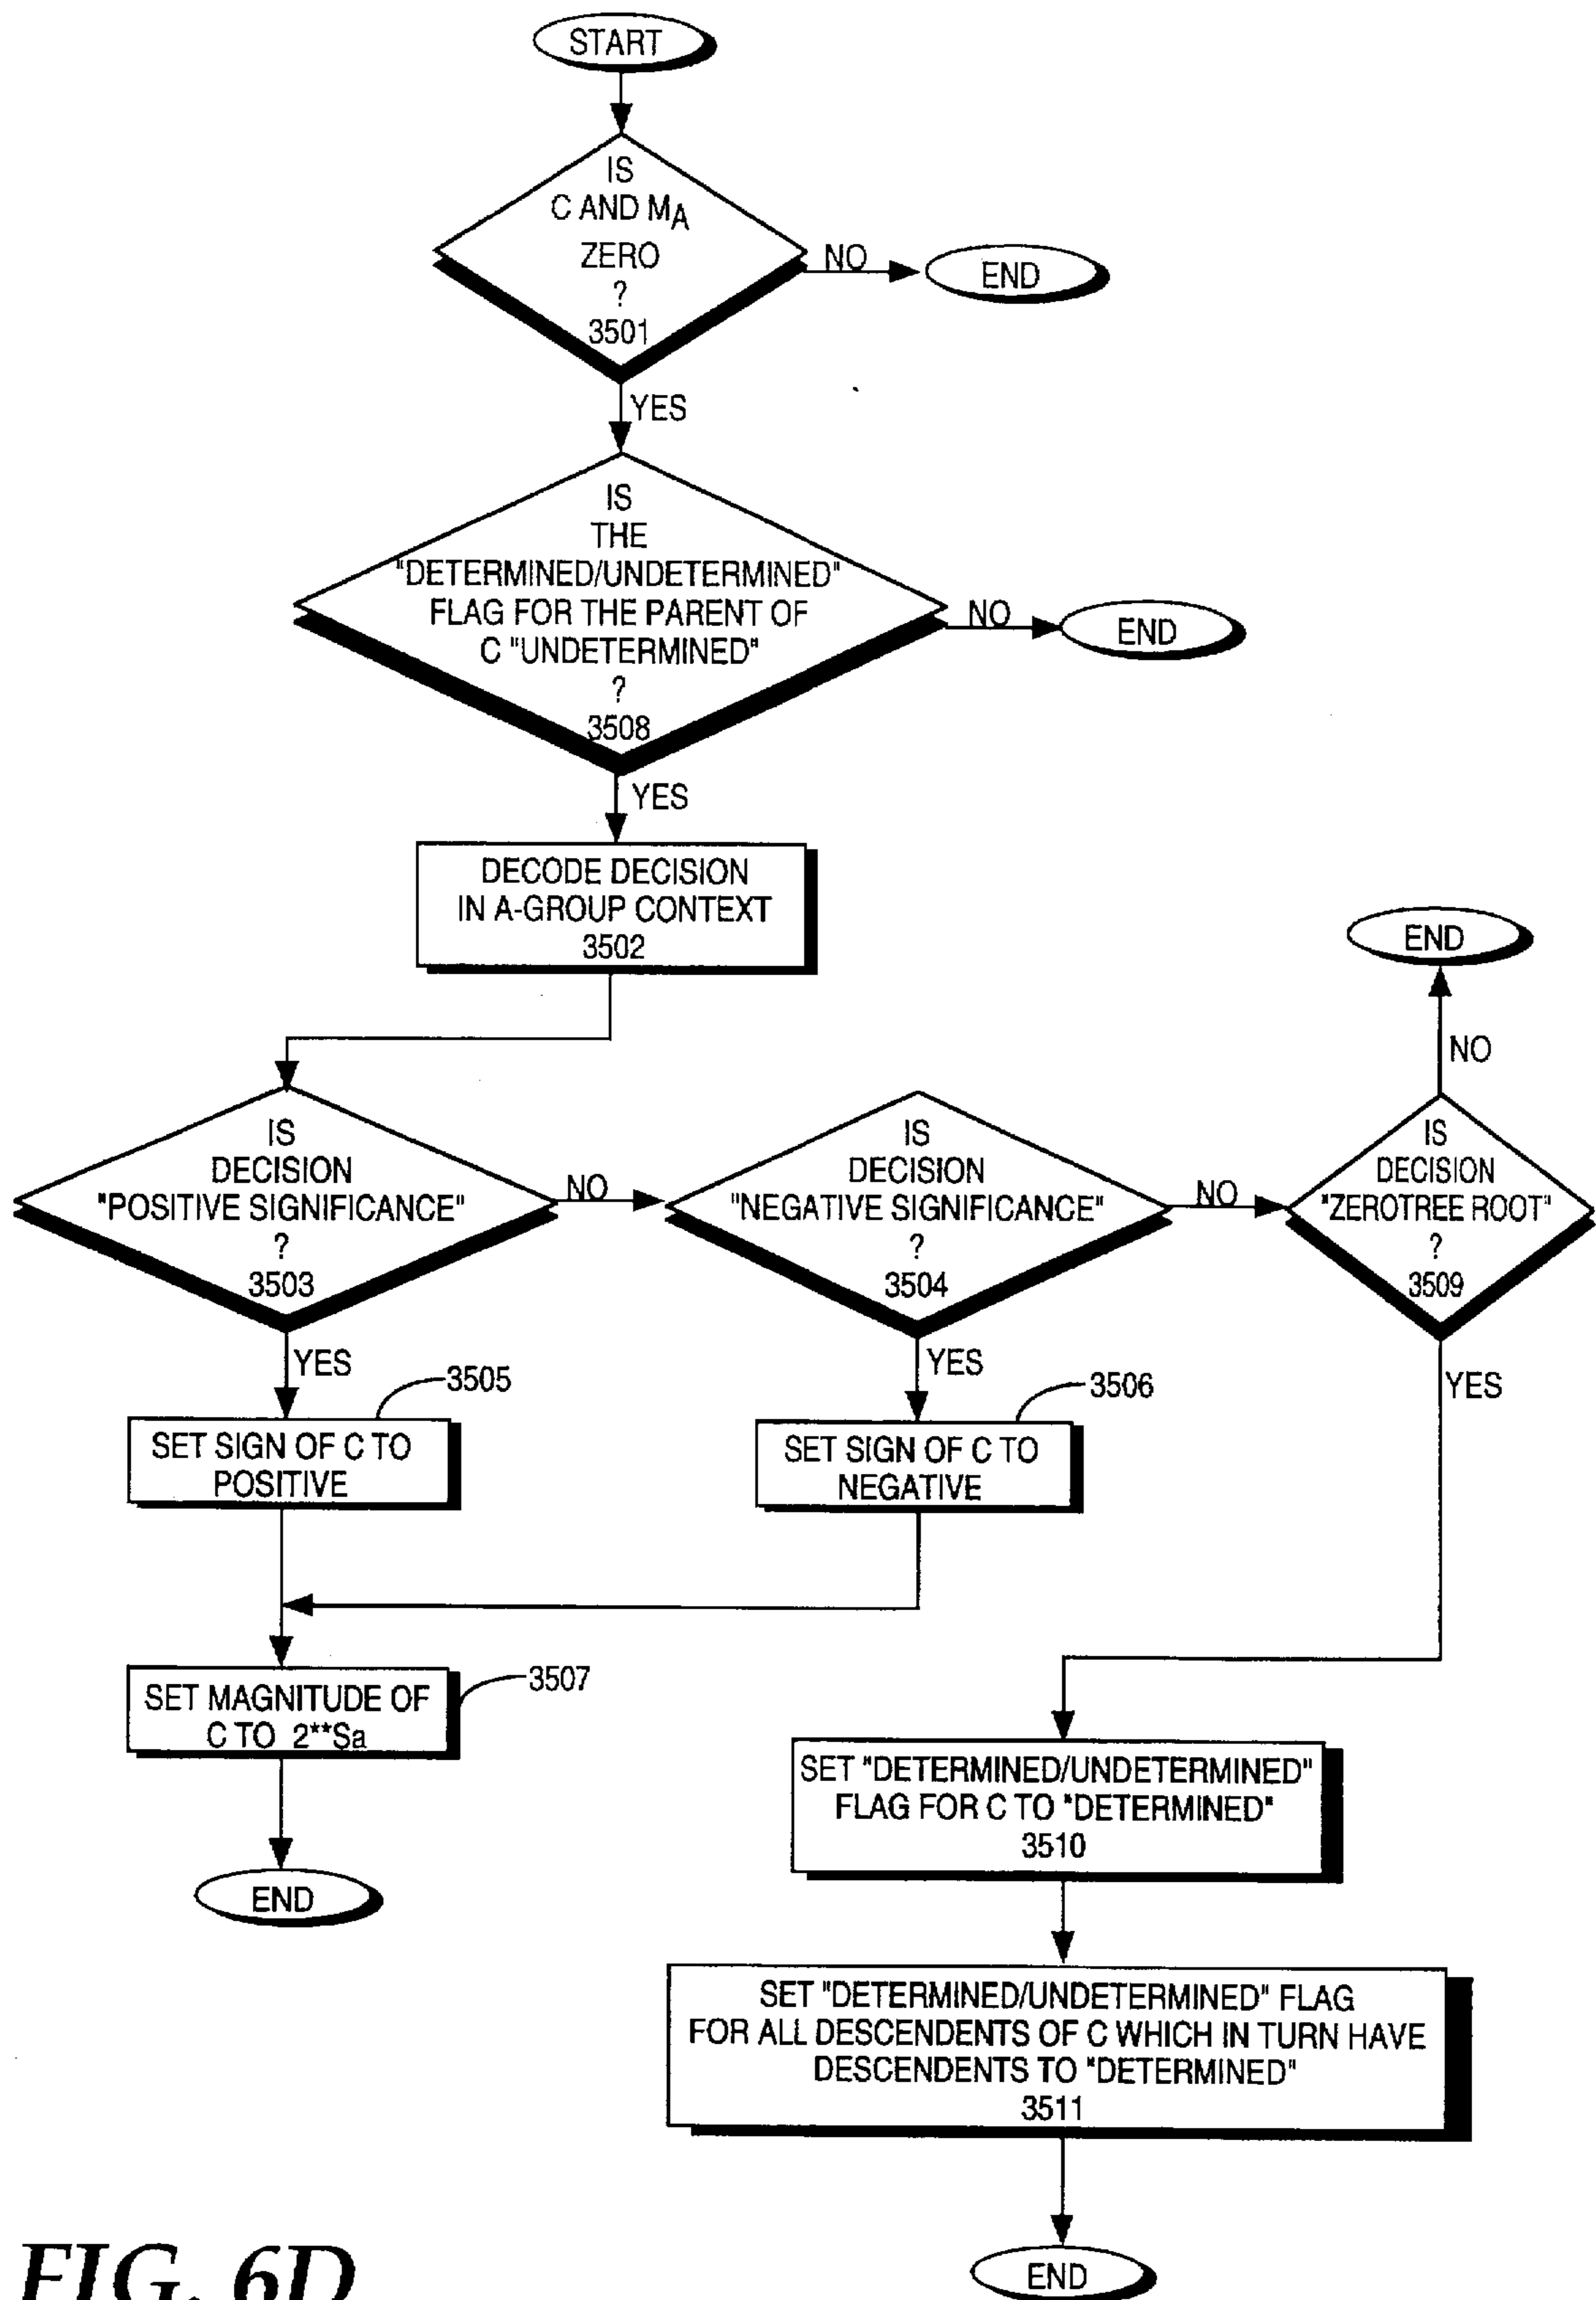 START
IS
C AND MA
ZERO
?
3501
NO
END
YES
IS
THE
"DETERMINED/UNDETERMINED"
FLAG FOR THE PARENT OF
C "UNDETERMINED"
?
3508
NO
END
YES
DECODE DECISION
IN A-GROUP CONTEXT
3502
END
NO
IS
DECISION
"POSITIVE SIGNIFICANCE"
?
3503
NO
IS
DECISION
"NEGATIVE SIGNIFICANCE"
?
3504
NO
IS
DECISION
"ZEROTREE ROOT"
?
3509
YES
3505
YES
3506
YES
SET SIGN OF C TO
POSITIVE
SET SIGN OF C TO
NEGATIVE
3507
SET MAGNITUDE OF
C TO 2**Sa
END
SET "DETERMINED/UNDETERMINED"
FLAG FOR C TO "DETERMINED"
3510
SET "DETERMINED/UNDETERMINED" FLAG
FOR ALL DESCENDENTS OF C WHICH IN TURN HAVE
DESCENDENTS TO "DETERMINED"
3511
END
FIG. 6D